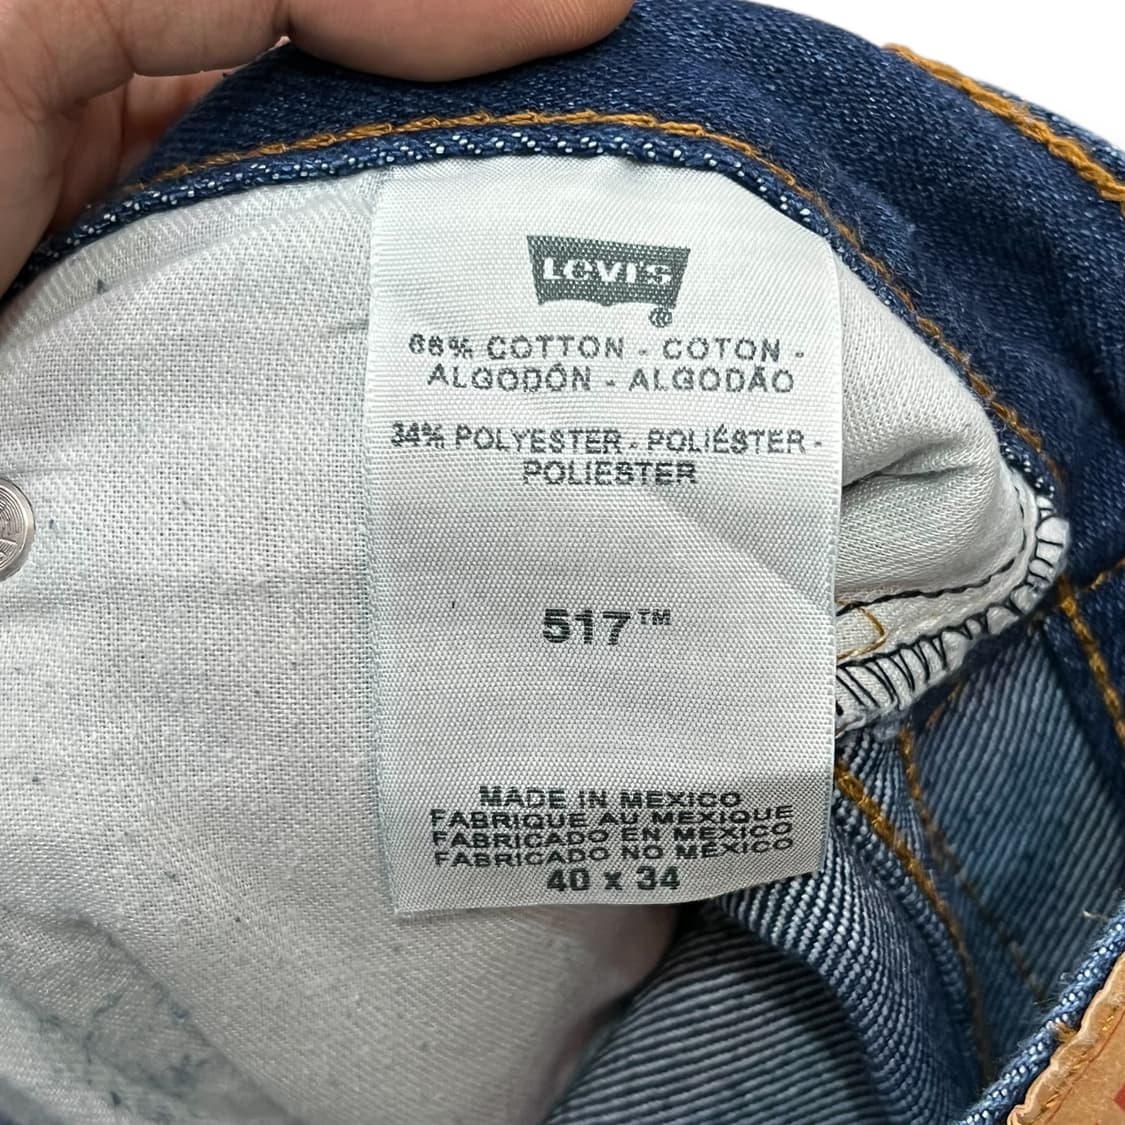 LEVI'S
®
66% COTTON - COTON -
ALGODÓN - ALGODÃO
34% POLYESTER - POLIÉSTER -
POLIESTER
517™
MADE IN MEXICO
FABRIQUE AU MEXIQUE
FABRICADO EN MEXICO
FABRICADO NO MEXICO
40 x 34